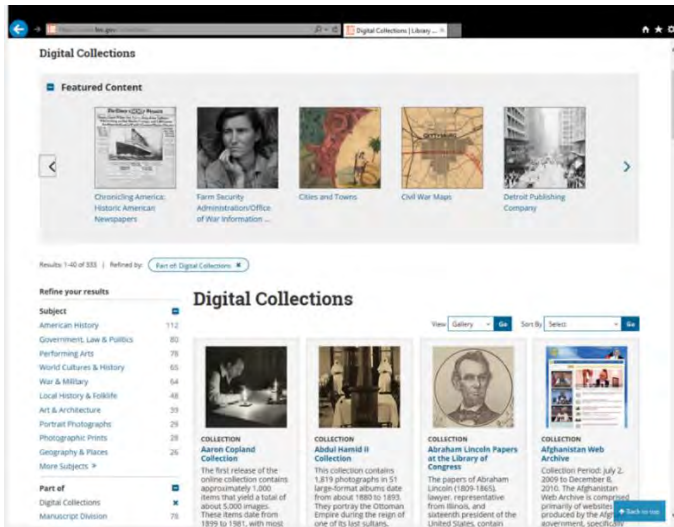 loc.gov
Digital Collections | Library ...
Digital Collections
Featured Content
Chronicling America:
Historic American
Newspapers
Farm Security
Administration/Office
of War Information ...
Cities and Towns
Civil War Maps
Detroit Publishing
Company
GETTYSBURG
Results: 1-40 of 333 | Refined by: Part of: Digital Collections
Refine your results
Subject
American History 112
Government, Law & Politics 80
Performing Arts 78
World Cultures & History 65
War & Military 64
Local History & Folklife 48
Art & Architecture 39
Portrait Photographs 29
Photographic Prints 28
Geography & Places 26
More Subjects >
Part of
Digital Collections
Manuscript Division 76
Digital Collections
View Gallery Go Sort By Select Go
COLLECTION
Aaron Copland
Collection
The first release of the
online collection contains
approximately 1,000
items that yield a total of
about 5,000 images.
These items date from
1899 to 1981, with most
COLLECTION
Abdul Hamid II
Collection
This collection contains
1,819 photographs in 51
large-format albums date
from about 1880 to 1893.
They portray the Ottoman
Empire during the reign of
one of its last sultans,
COLLECTION
Abraham Lincoln Papers
at the Library of
Congress
The papers of Abraham
Lincoln (1809-1865),
lawyer, representative
from Illinois, and
sixteenth president of the
United States, contain
COLLECTION
Afghanistan Web
Archive
Collection Period: July 2,
2009 to December 8,
2010. The Afghanistan
Web Archive is comprised
primarily of websites
produced by the Afgh
government, specifical
Back to top